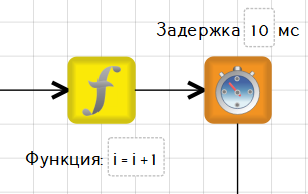 Задержка 10 мс
f
Функция: i = i + 1